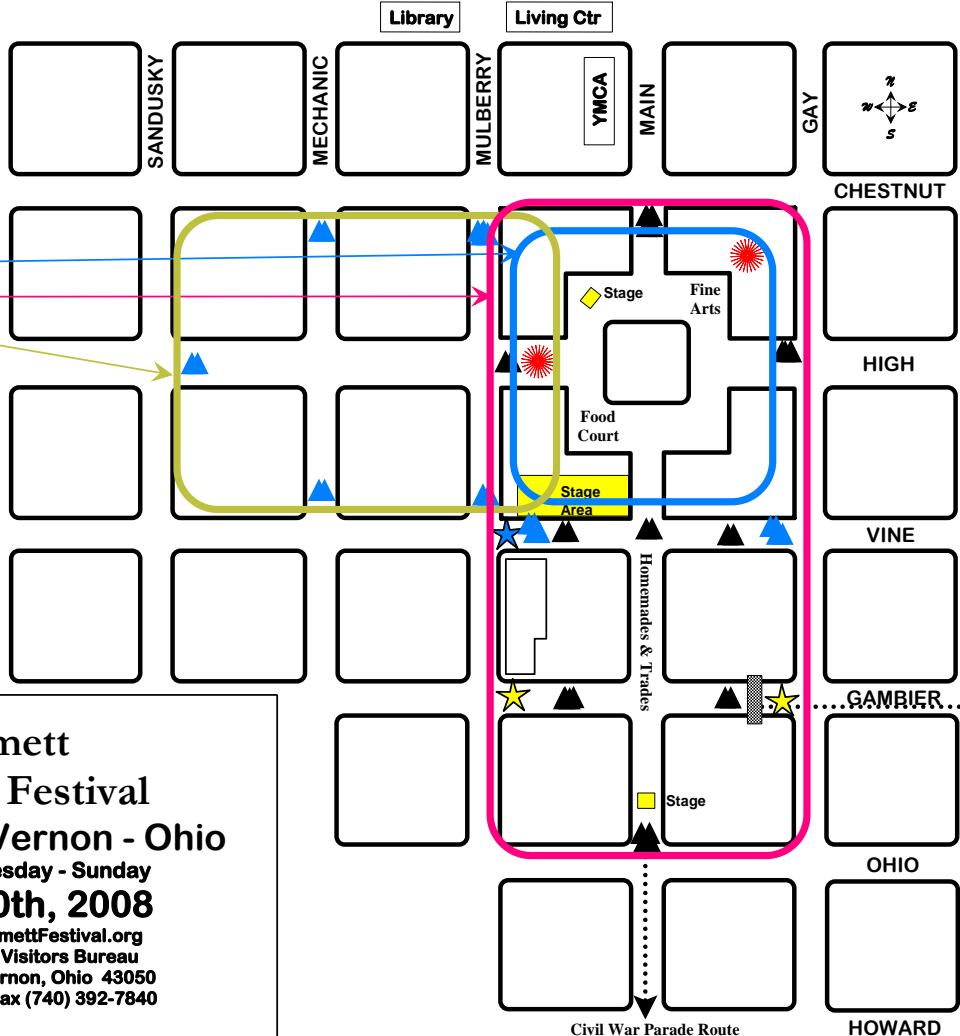 Library
Living Ctr
SANDUSKY
MECHANIC
MULBERRY
YMCA
MAIN
GAY
N
W E
S
CHESTNUT
Stage
Fine
Arts
HIGH
Food
Court
Stage
Area
VINE
Homemades & Trades
GAMBIER
Stage
OHIO
mett
Festival
Vernon - Ohio
esday - Sunday
0th, 2008
mettFestival.org
Visitors Bureau
rnon, Ohio 43050
ax (740) 392-7840
Civil War Parade Route
HOWARD